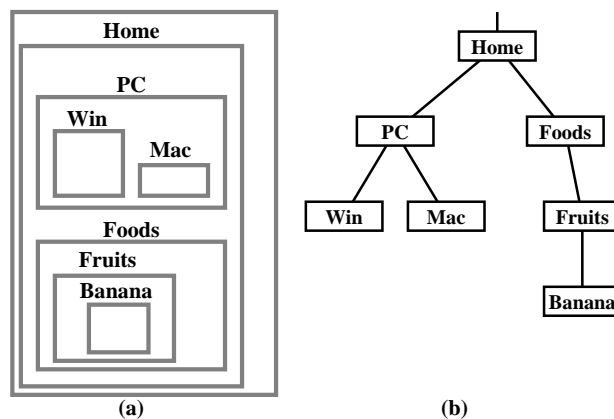 Home
PC
Win
Mac
Foods
Fruits
Banana
(a)
Home
PC
Foods
Win
Mac
Fruits
Banana
(b)